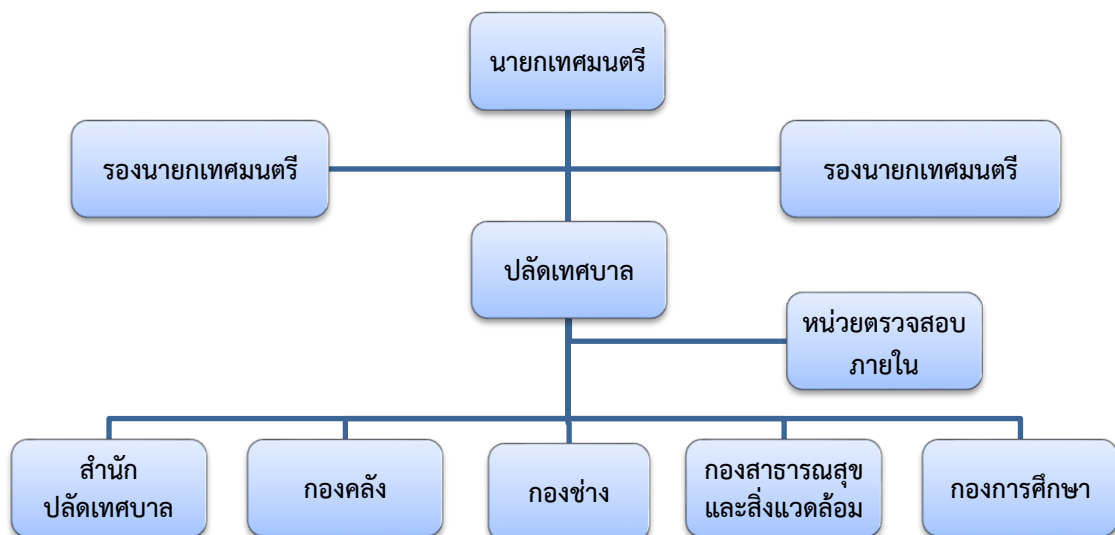 นายกเทศมนตรี
รองนายกเทศมนตรี
รองนายกเทศมนตรี
ปลัดเทศบาล
หน่วยตรวจสอบ
ภายใน
สำนัก
ปลัดเทศบาล
กองคลัง
กองช่าง
กองสาธารณสุข
และสิ่งแวดล้อม
กองการศึกษา